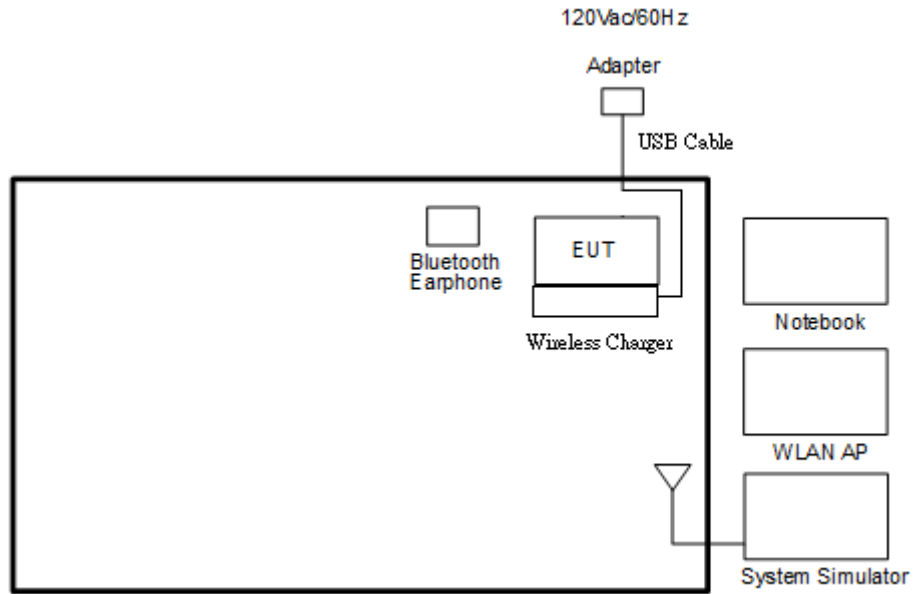 120Vac/60Hz
Adapter
USB Cable
EUT
Bluetooth
Earphone
Wireless Charger
Notebook
WLAN AP
System Simulator